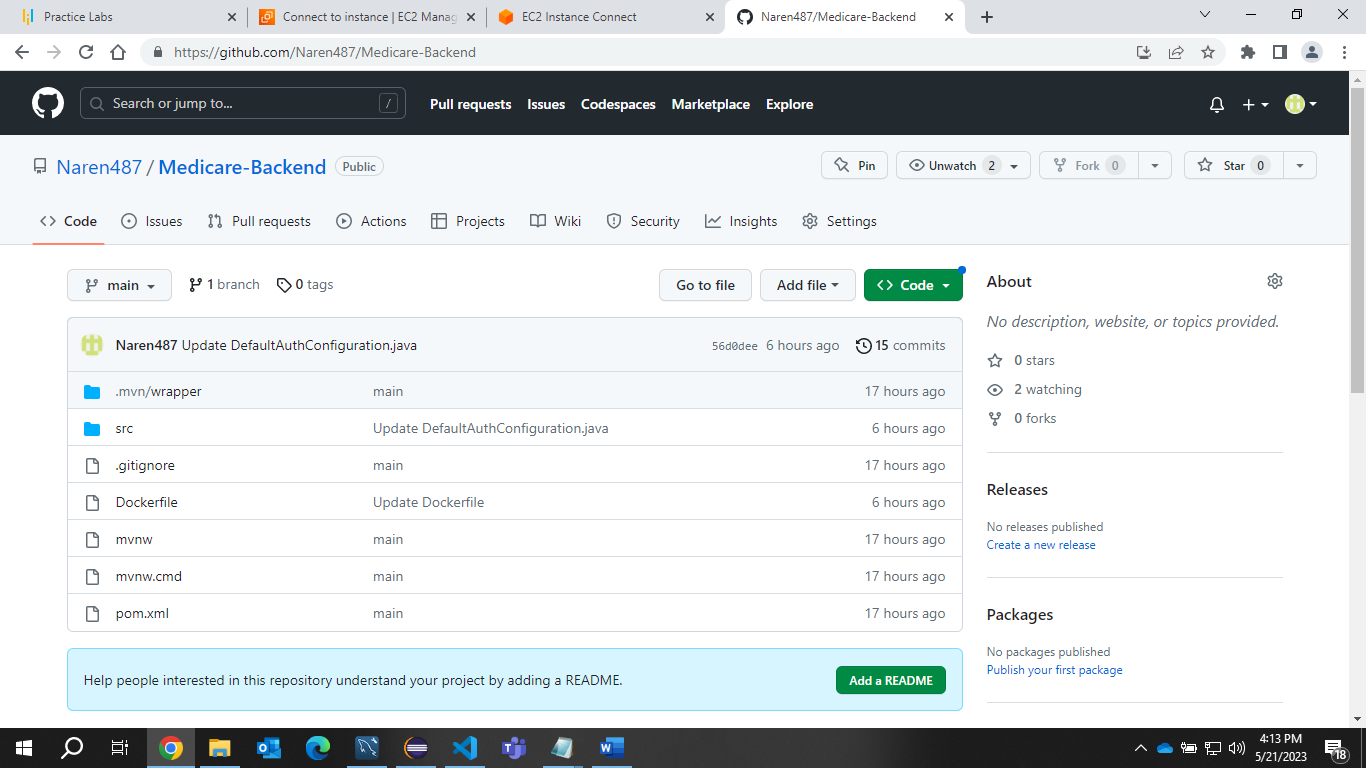 Practice Labs
Connect to instance | EC2 Manag
EC2 Instance Connect
Naren487/Medicare-Backend
https://github.com/Naren487/Medicare-Backend
Search or jump to... /
Pull requests Issues Codespaces Marketplace Explore
Naren487 / Medicare-Backend Public
Pin Unwatch 2 Fork 0 Star 0
Code Issues Pull requests Actions Projects Wiki Security Insights Settings
main 1 branch 0 tags Go to file Add file <> Code
Naren487 Update DefaultAuthConfiguration.java 56d0dee 6 hours ago 15 commits
.mvn/wrapper main 17 hours ago
src Update DefaultAuthConfiguration.java 6 hours ago
.gitignore main 17 hours ago
Dockerfile Update Dockerfile 6 hours ago
mvnw main 17 hours ago
mvnw.cmd main 17 hours ago
pom.xml main 17 hours ago
Help people interested in this repository understand your project by adding a README. Add a README
About
No description, website, or topics provided.
0 stars
2 watching
0 forks
Releases
No releases published
Create a new release
Packages
No packages published
Publish your first package
4:13 PM
5/21/2023
18